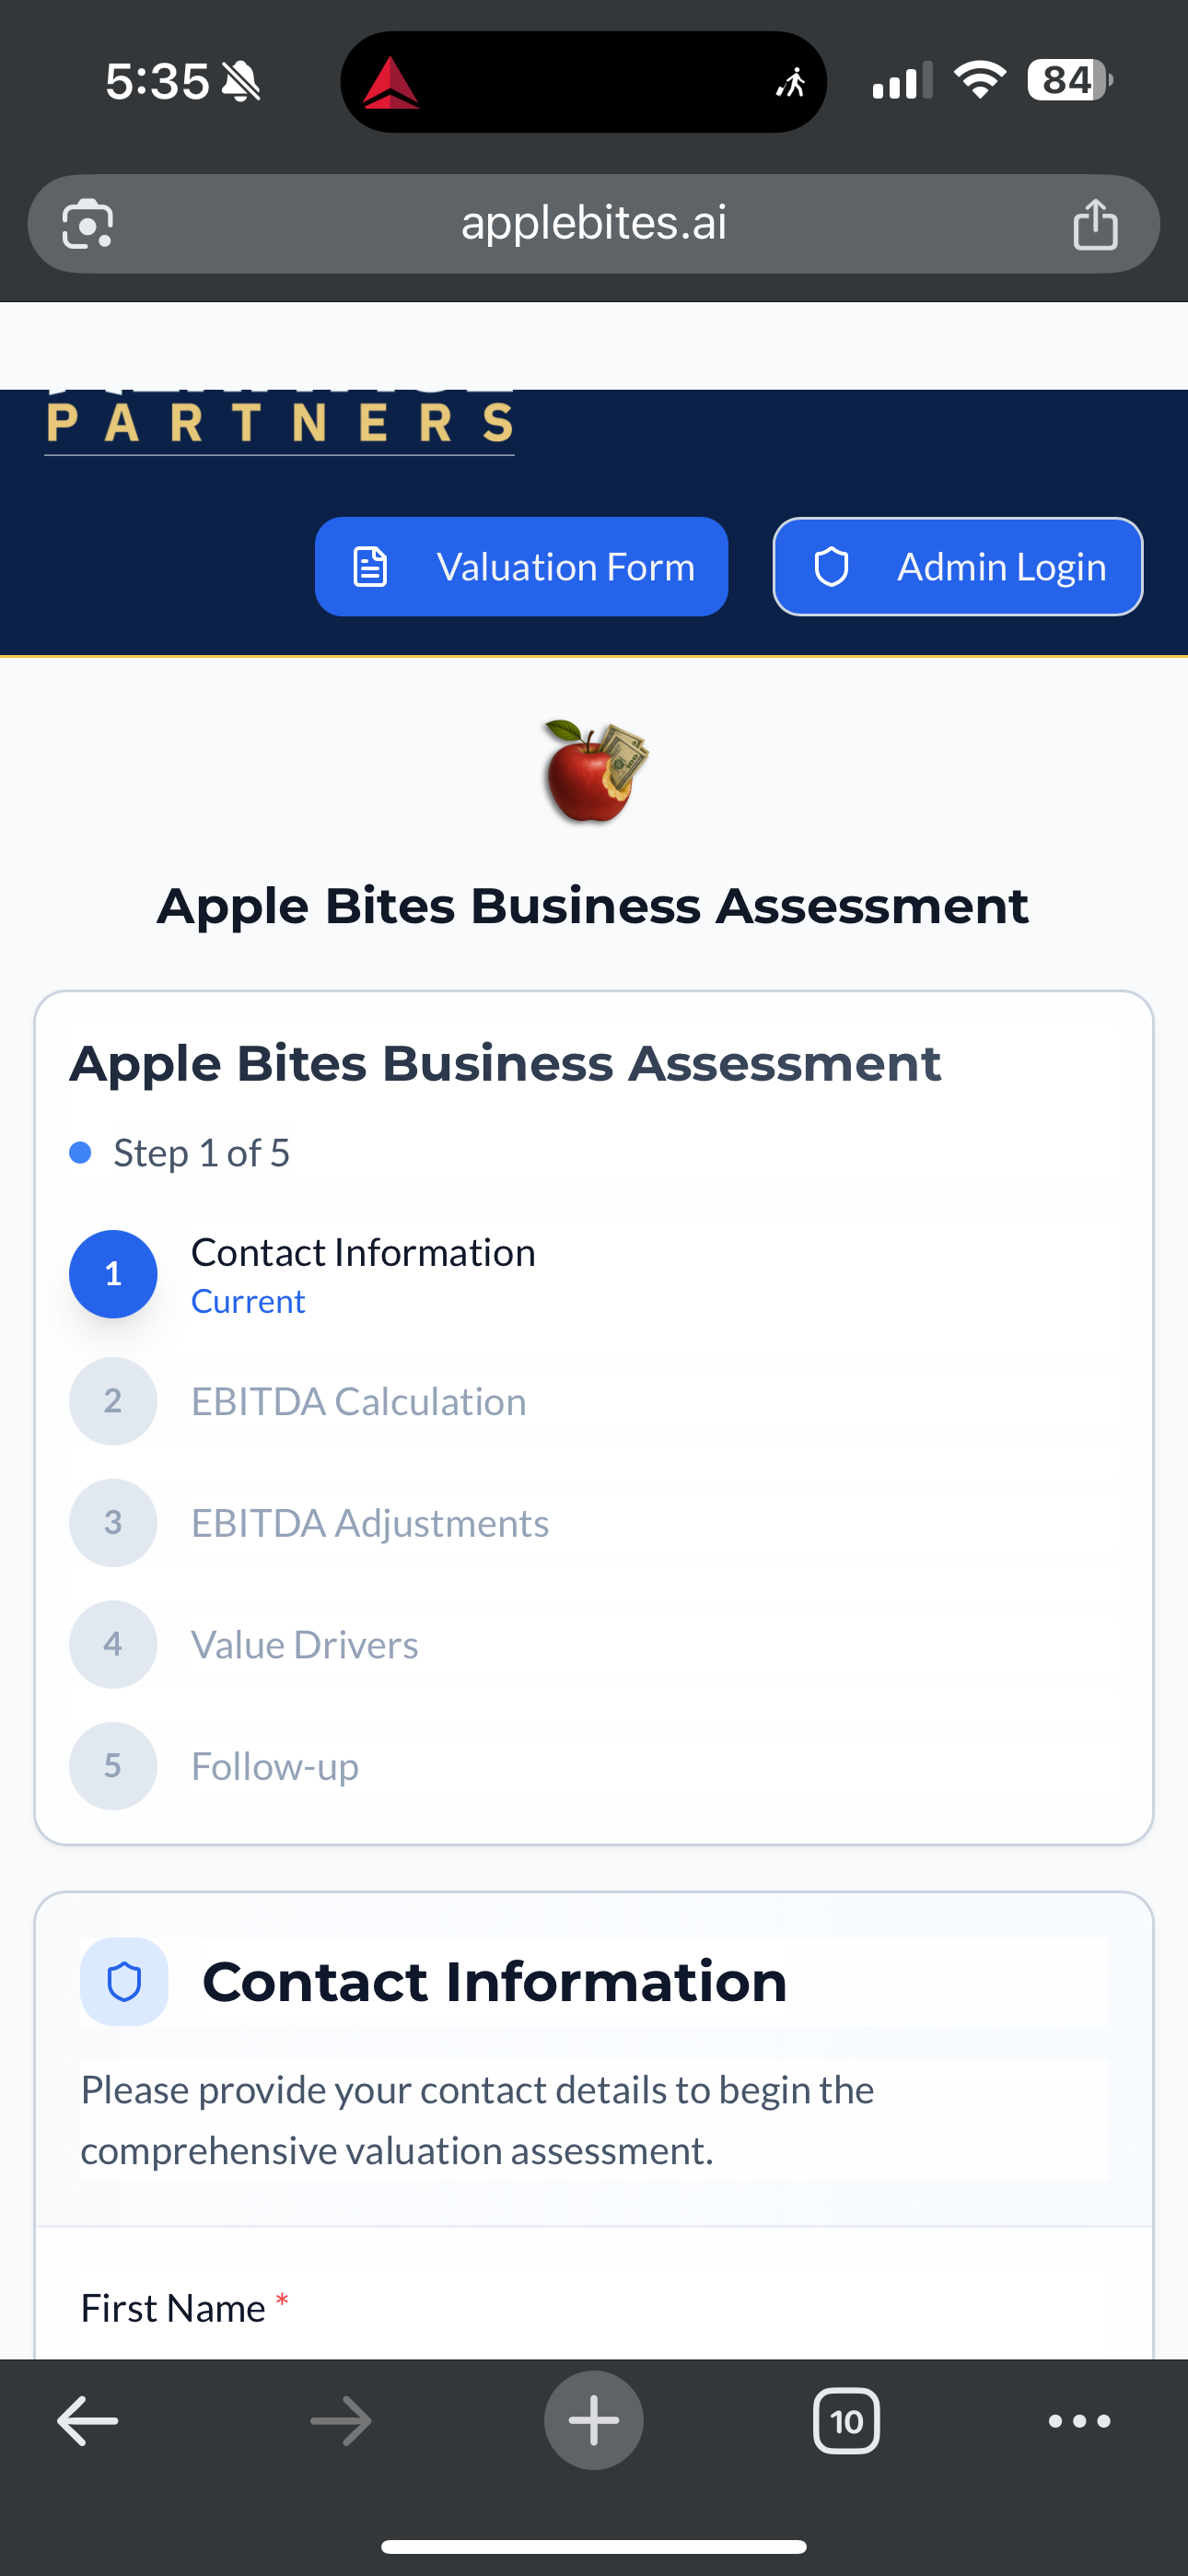 5:35
84
applebites.ai
PARTNERS
Valuation Form
Admin Login
Apple Bites Business Assessment
Apple Bites Business Assessment
Step 1 of 5
1
Contact Information
Current
2
EBITDA Calculation
3
EBITDA Adjustments
4
Value Drivers
5
Follow-up
Contact Information
Please provide your contact details to begin the
comprehensive valuation assessment.
First Name *
10